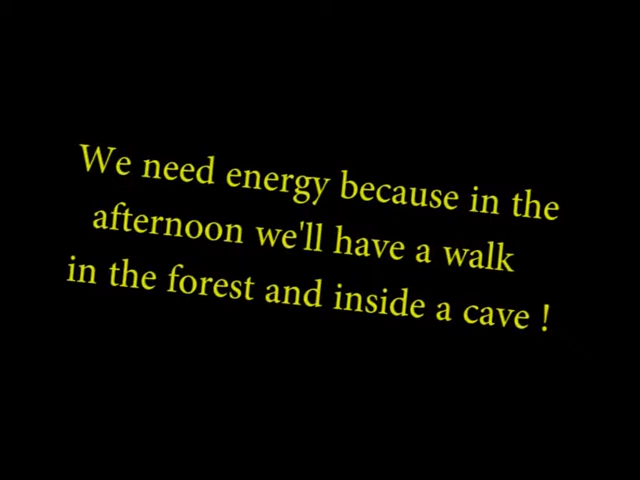 We need energy because in the
afternoon we'll have a walk
in the forest and inside a cave !